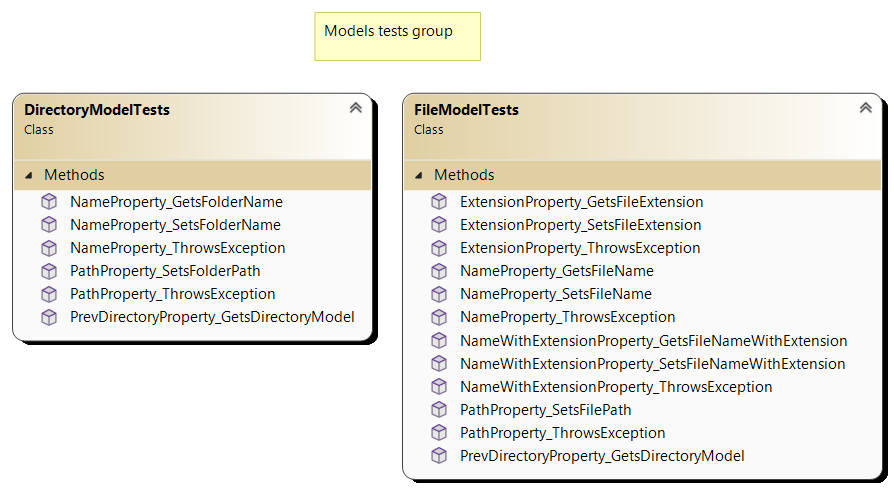 Models tests group
DirectoryModelTests
Class
Methods
NameProperty_GetsFolderName
NameProperty_SetsFolderName
NameProperty_ThrowsException
PathProperty_SetsFolderPath
PathProperty_ThrowsException
PrevDirectoryProperty_GetsDirectoryModel
FileModelTests
Class
Methods
ExtensionProperty_GetsFileExtension
ExtensionProperty_SetsFileExtension
ExtensionProperty_ThrowsException
NameProperty_GetsFileName
NameProperty_SetsFileName
NameProperty_ThrowsException
NameWithExtensionProperty_GetsFileNameWithExtension
NameWithExtensionProperty_SetsFileNameWithExtension
NameWithExtensionProperty_ThrowsException
PathProperty_SetsFilePath
PathProperty_ThrowsException
PrevDirectoryProperty_GetsDirectoryModel